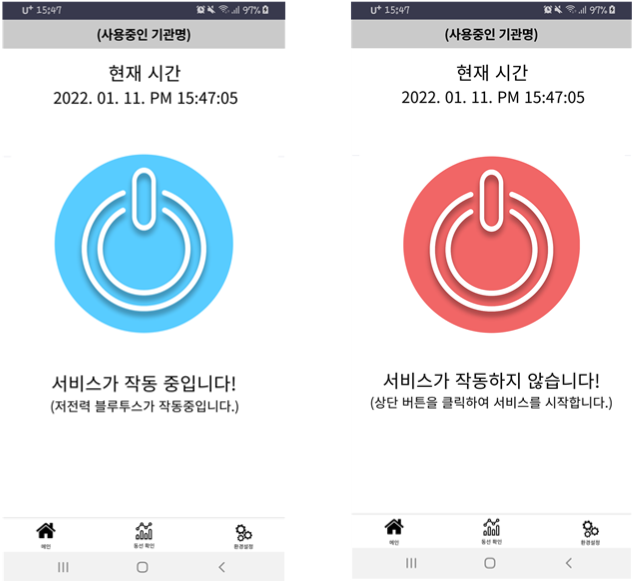 U+ 15:47
97%
(사용중인 기관명)
현재 시간
2022. 01. 11. PM 15:47:05
서비스가 작동 중입니다!
(저전력 블루투스가 작동중입니다.)
메인
동선 확인
환경설정
U+ 15:47
97%
(사용중인 기관명)
현재 시간
2022. 01. 11. PM 15:47:05
서비스가 작동하지 않습니다!
(상단 버튼을 클릭하여 서비스를 시작합니다.)
메인
동선 확인
환경설정